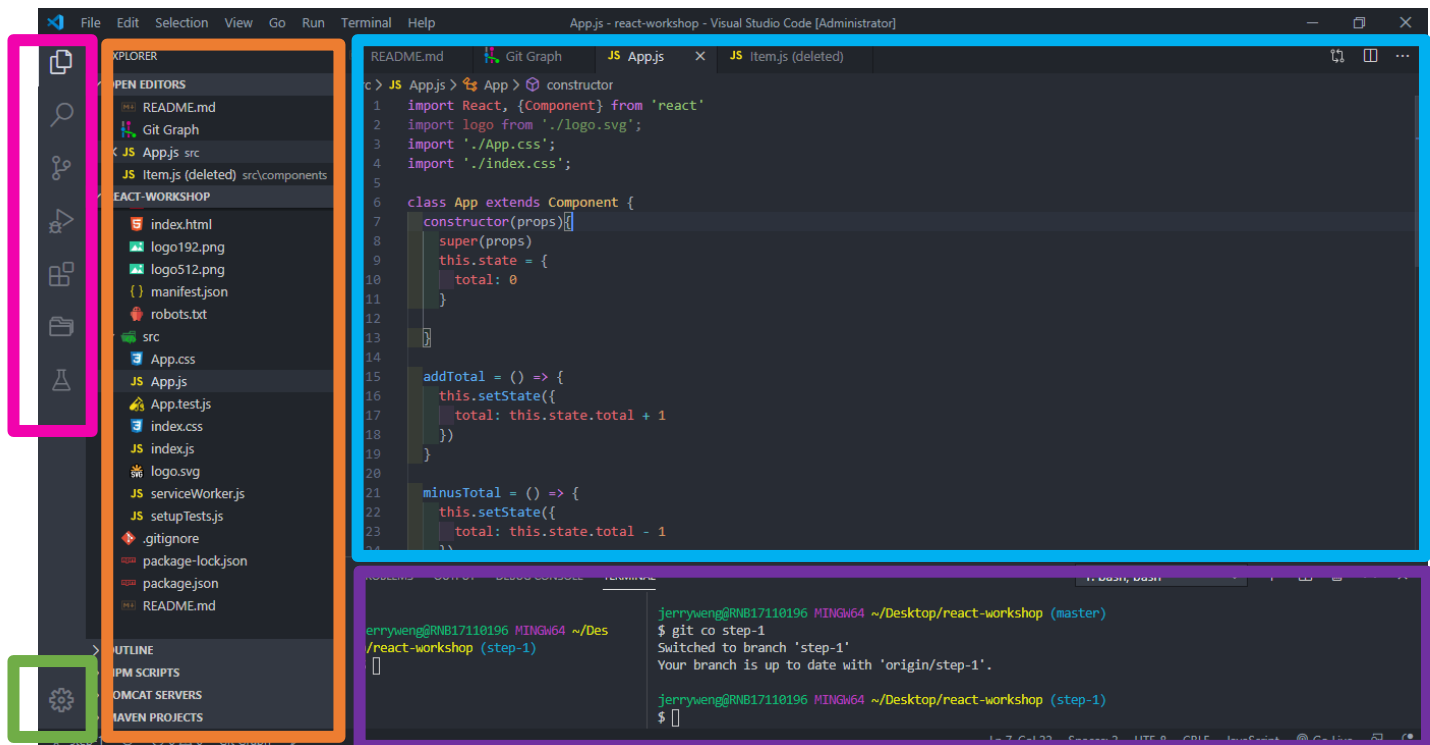 File Edit Selection View Go Run Terminal Help
App.js - react-workshop - Visual Studio Code [Administrator]
XPLORER
OPEN EDITORS
README.md
Git Graph
JS App.js src
JS Item.js (deleted) src\components
EACT-WORKSHOP
index.html
logo192.png
logo512.png
{ } manifest.json
robots.txt
src
App.css
JS App.js
App.test.js
index.css
JS index.js
logo.svg
JS serviceWorker.js
JS setupTests.js
.gitignore
package-lock.json
package.json
README.md
OUTLINE
NPM SCRIPTS
TOMCAT SERVERS
MAVEN PROJECTS
README.md Git Graph JS App.js JS Item.js (deleted)
rc > JS App.js > App > constructor
1 import React, {Component} from 'react'
2 import logo from './logo.svg';
3 import './App.css';
4 import './index.css';
5
6 class App extends Component {
7 constructor(props){
8 super(props)
9 this.state = {
10 total: 0
11 }
12
13 }
14
15 addTotal = () => {
16 this.setState({
17 total: this.state.total + 1
18 })
19 }
20
21 minusTotal = () => {
22 this.setState({
23 total: this.state.total - 1
24 })
PROBLEMS OUTPUT DEBUG CONSOLE TERMINAL
1: bash, bash
erryweng@RNB17110196 MINGW64 ~/Des
/react-workshop (step-1)
jerryweng@RNB17110196 MINGW64 ~/Desktop/react-workshop (master)
$ git co step-1
Switched to branch 'step-1'
Your branch is up to date with 'origin/step-1'.
jerryweng@RNB17110196 MINGW64 ~/Desktop/react-workshop (step-1)
$